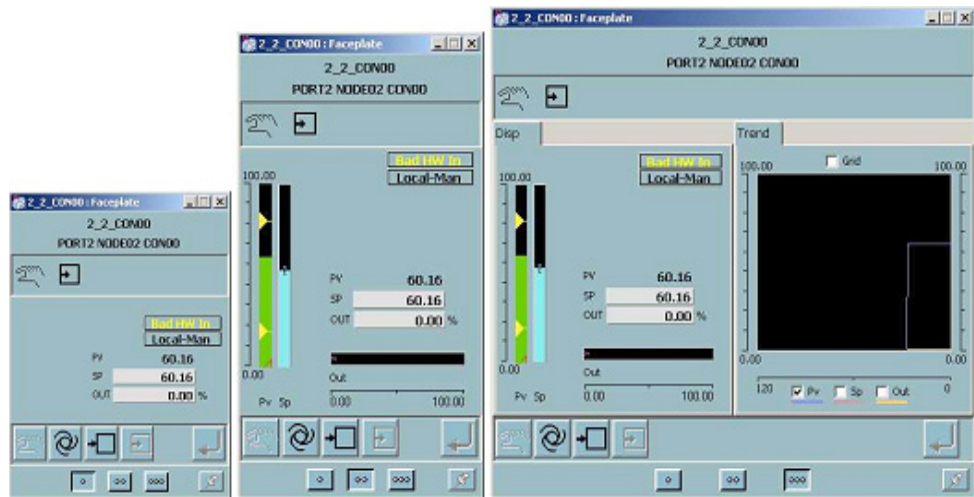 2_2_CON00 : Faceplate
2_2_CON00
PORT2 NODE02 CON00
Bad HW In
Local-Man
PV 60.16
SP 60.16
OUT 0.00 %
2_2_CON00 : Faceplate
2_2_CON00
PORT2 NODE02 CON00
Bad HW In
Local-Man
100.00
PV 60.16
SP 60.16
OUT 0.00 %
0.00
Out
Pv Sp 0.00 100.00
2_2_CON00 : Faceplate
2_2_CON00
PORT2 NODE02 CON00
Disp
Bad HW In
Local-Man
100.00
PV 60.16
SP 60.16
OUT 0.00 %
0.00
Out
Pv Sp 0.00 100.00
Trend
Grid
100.00 100.00
0.00 0.00
120 Pv Sp Out 0